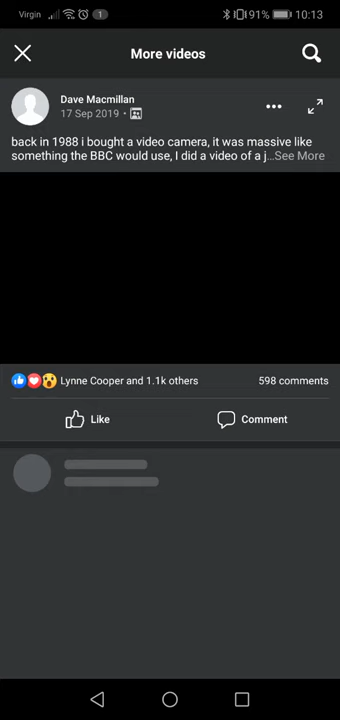 Virgin 1 91% 10:13
More videos
Dave Macmillan
17 Sep 2019 •
back in 1988 i bought a video camera, it was massive like
something the BBC would use, I did a video of a j...See More
Lynne Cooper and 1.1k others 598 comments
Like Comment